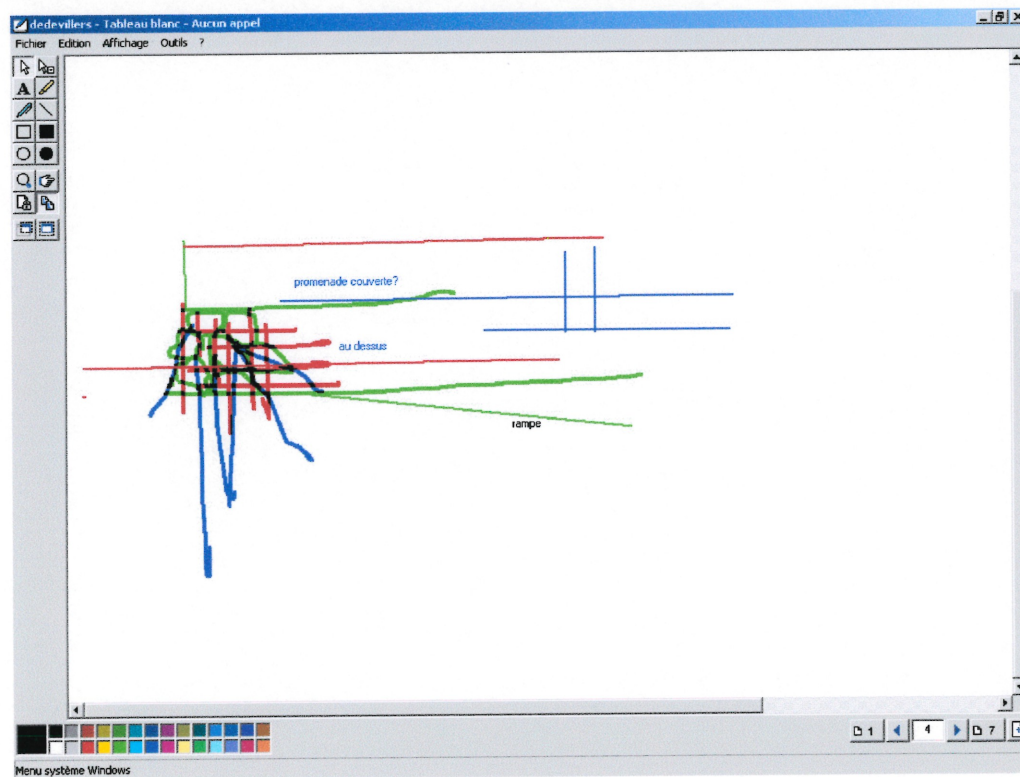 dedevillers - Tableau blanc - Aucun appel
Fichier Edition Affichage Outils ?
A
promenade couverte?
au dessus
rampe
1 4 7
Menu système Windows